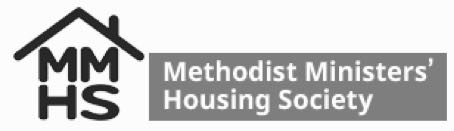 MM
HS
Methodist Ministers’
Housing Society